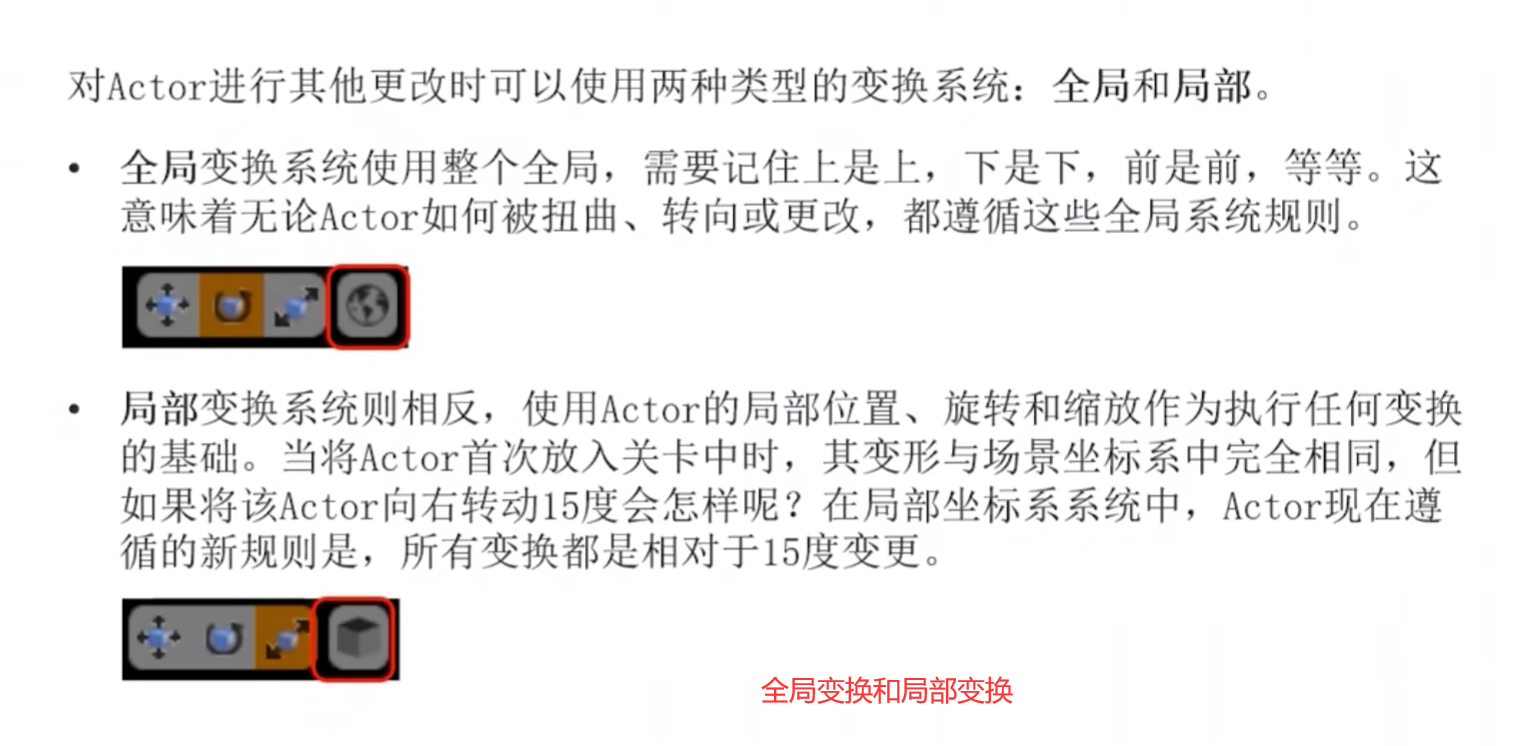 对Actor进行其他更改时可以使用两种类型的变换系统：全局和局部。
• 全局变换系统使用整个全局，需要记住上是上，下是下，前是前，等等。这
意味着无论Actor如何被扭曲、转向或更改，都遵循这些全局系统规则。
• 局部变换系统则相反，使用Actor的局部位置、旋转和缩放作为执行任何变换
的基础。当将Actor首次放入关卡中时，其变形与场景坐标系中完全相同，但
如果将该Actor向右转动15度会怎样呢？在局部坐标系系统中，Actor现在遵
循的新规则是，所有变换都是相对于15度变更。
全局变换和局部变换